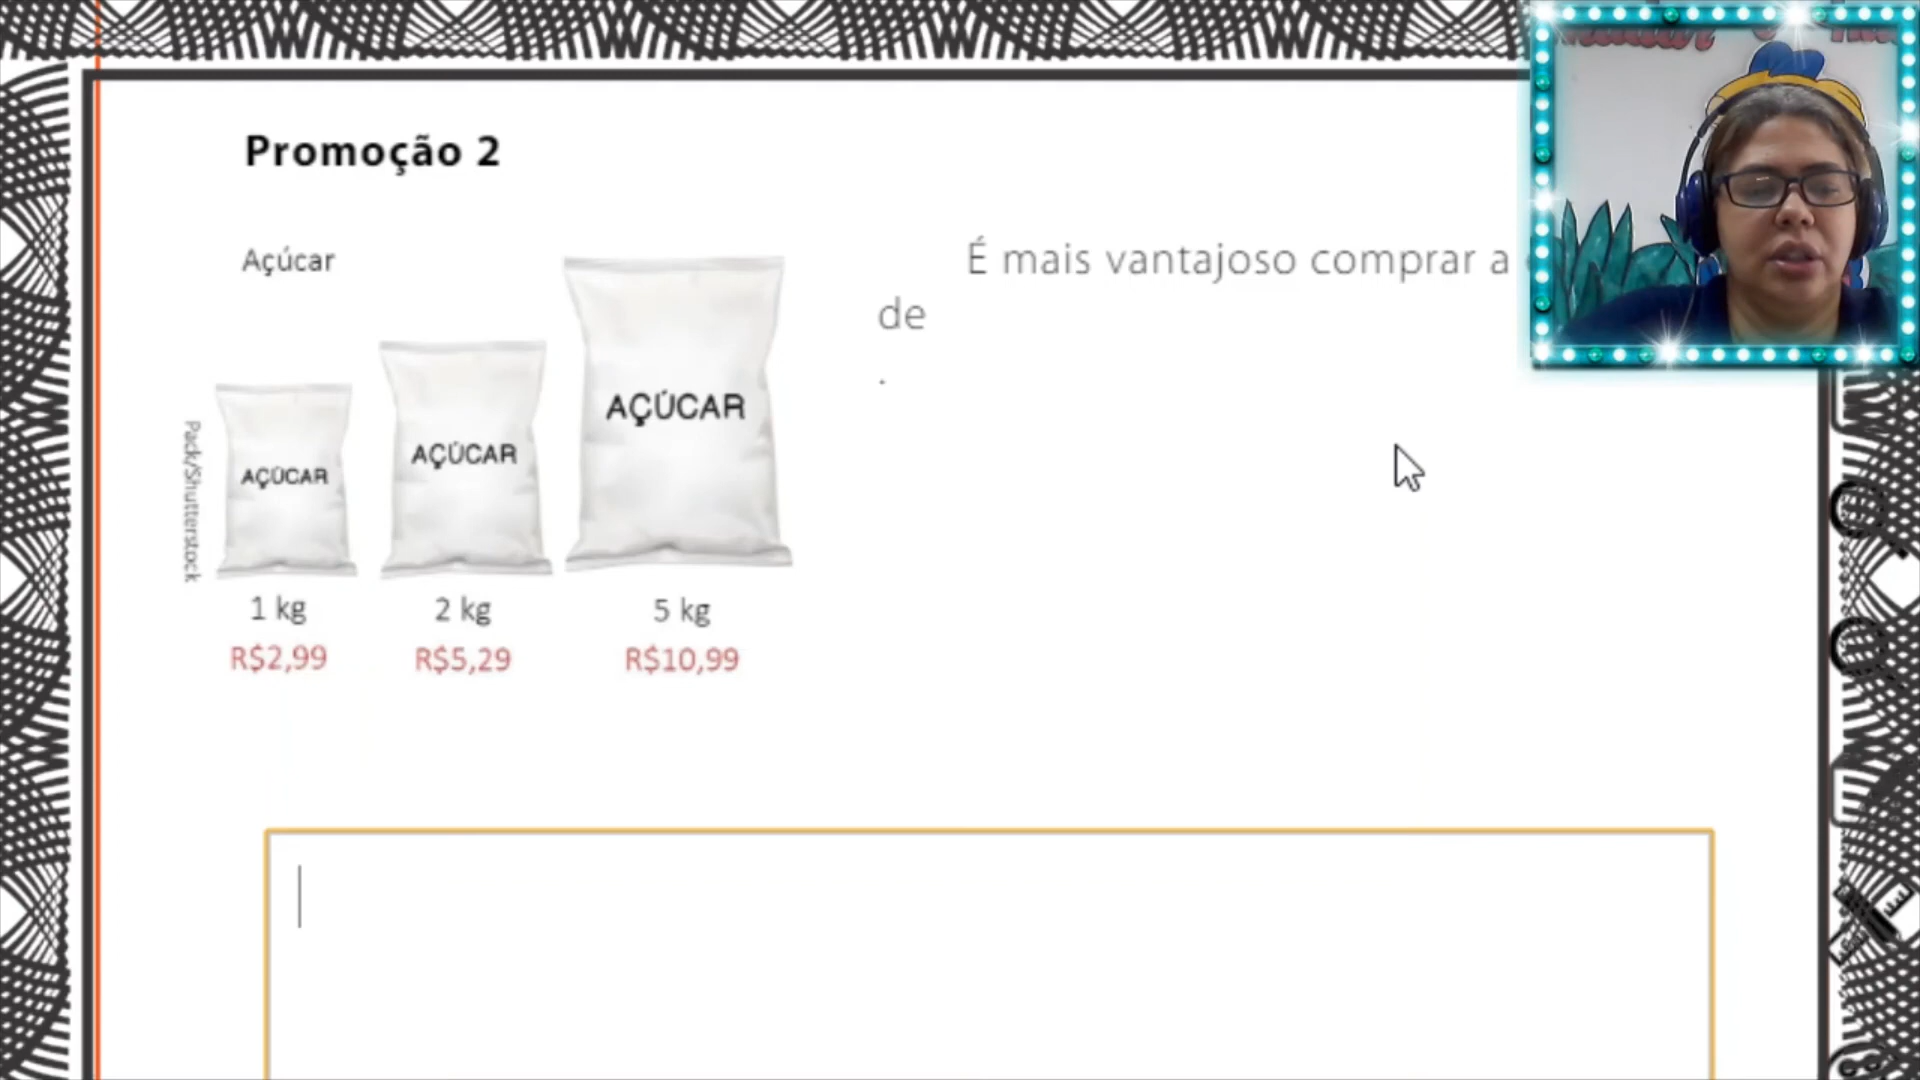 Promoção 2
Açúcar
É mais vantajoso comprar a
de
.
AÇÚCAR
AÇÚCAR
AÇÚCAR
Pack/Shutterstock
1 kg
2 kg
5 kg
R$2,99
R$5,29
R$10,99